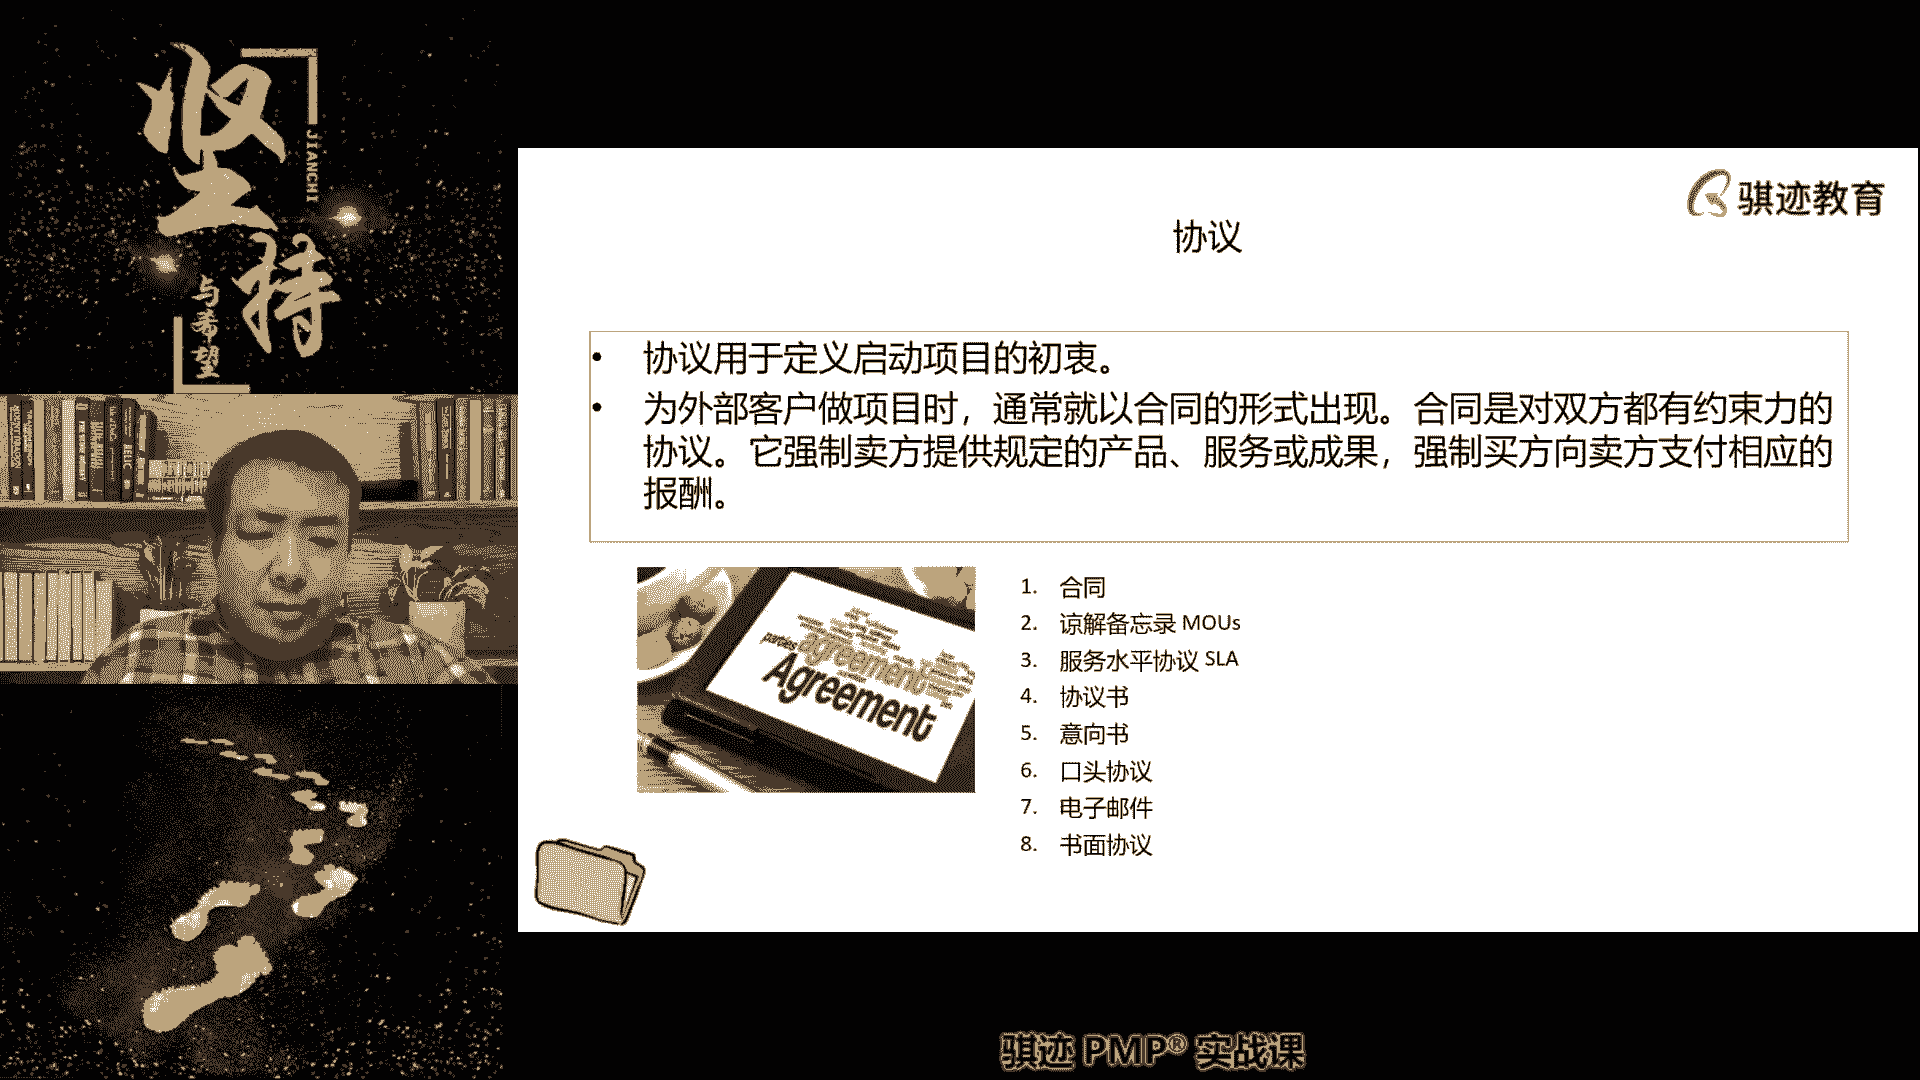 坚持
JIANCHI
与希望
骐迹教育
协议
• 协议用于定义启动项目的初衷。
• 为外部客户做项目时，通常就以合同的形式出现。合同是对双方都有约束力的
协议。它强制卖方提供规定的产品、服务或成果，强制买方向卖方支付相应的
报酬。
parties
agreement
Agreement
1. 合同
2. 谅解备忘录 MOUs
3. 服务水平协议 SLA
4. 协议书
5. 意向书
6. 口头协议
7. 电子邮件
8. 书面协议
骐迹 PMP® 实战课